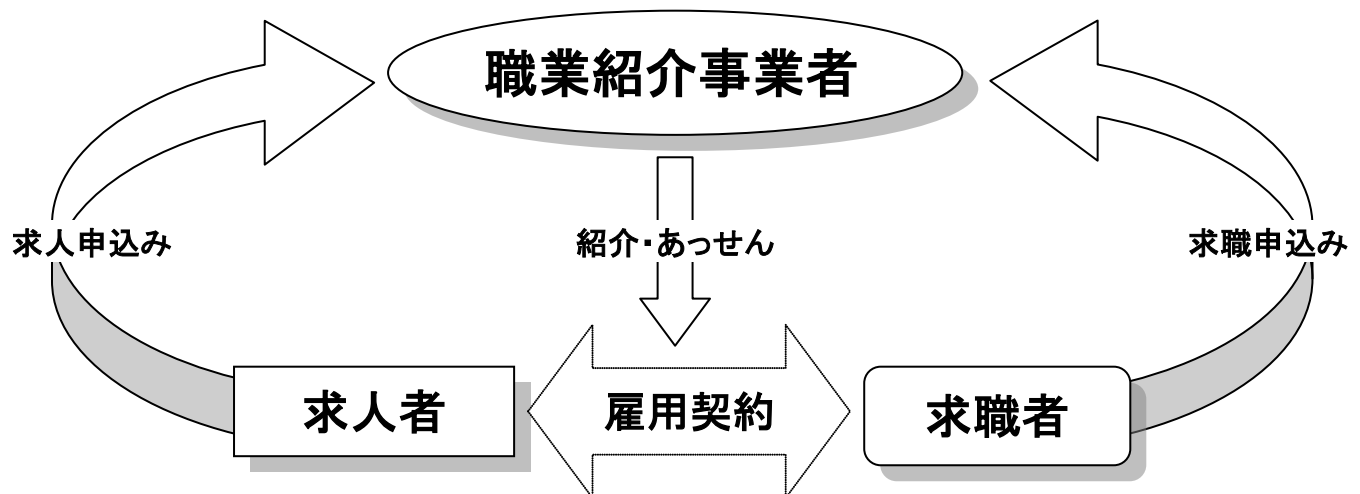 職業紹介事業者
求人申込み
紹介・あっせん
求職申込み
求人者
雇用契約
求職者